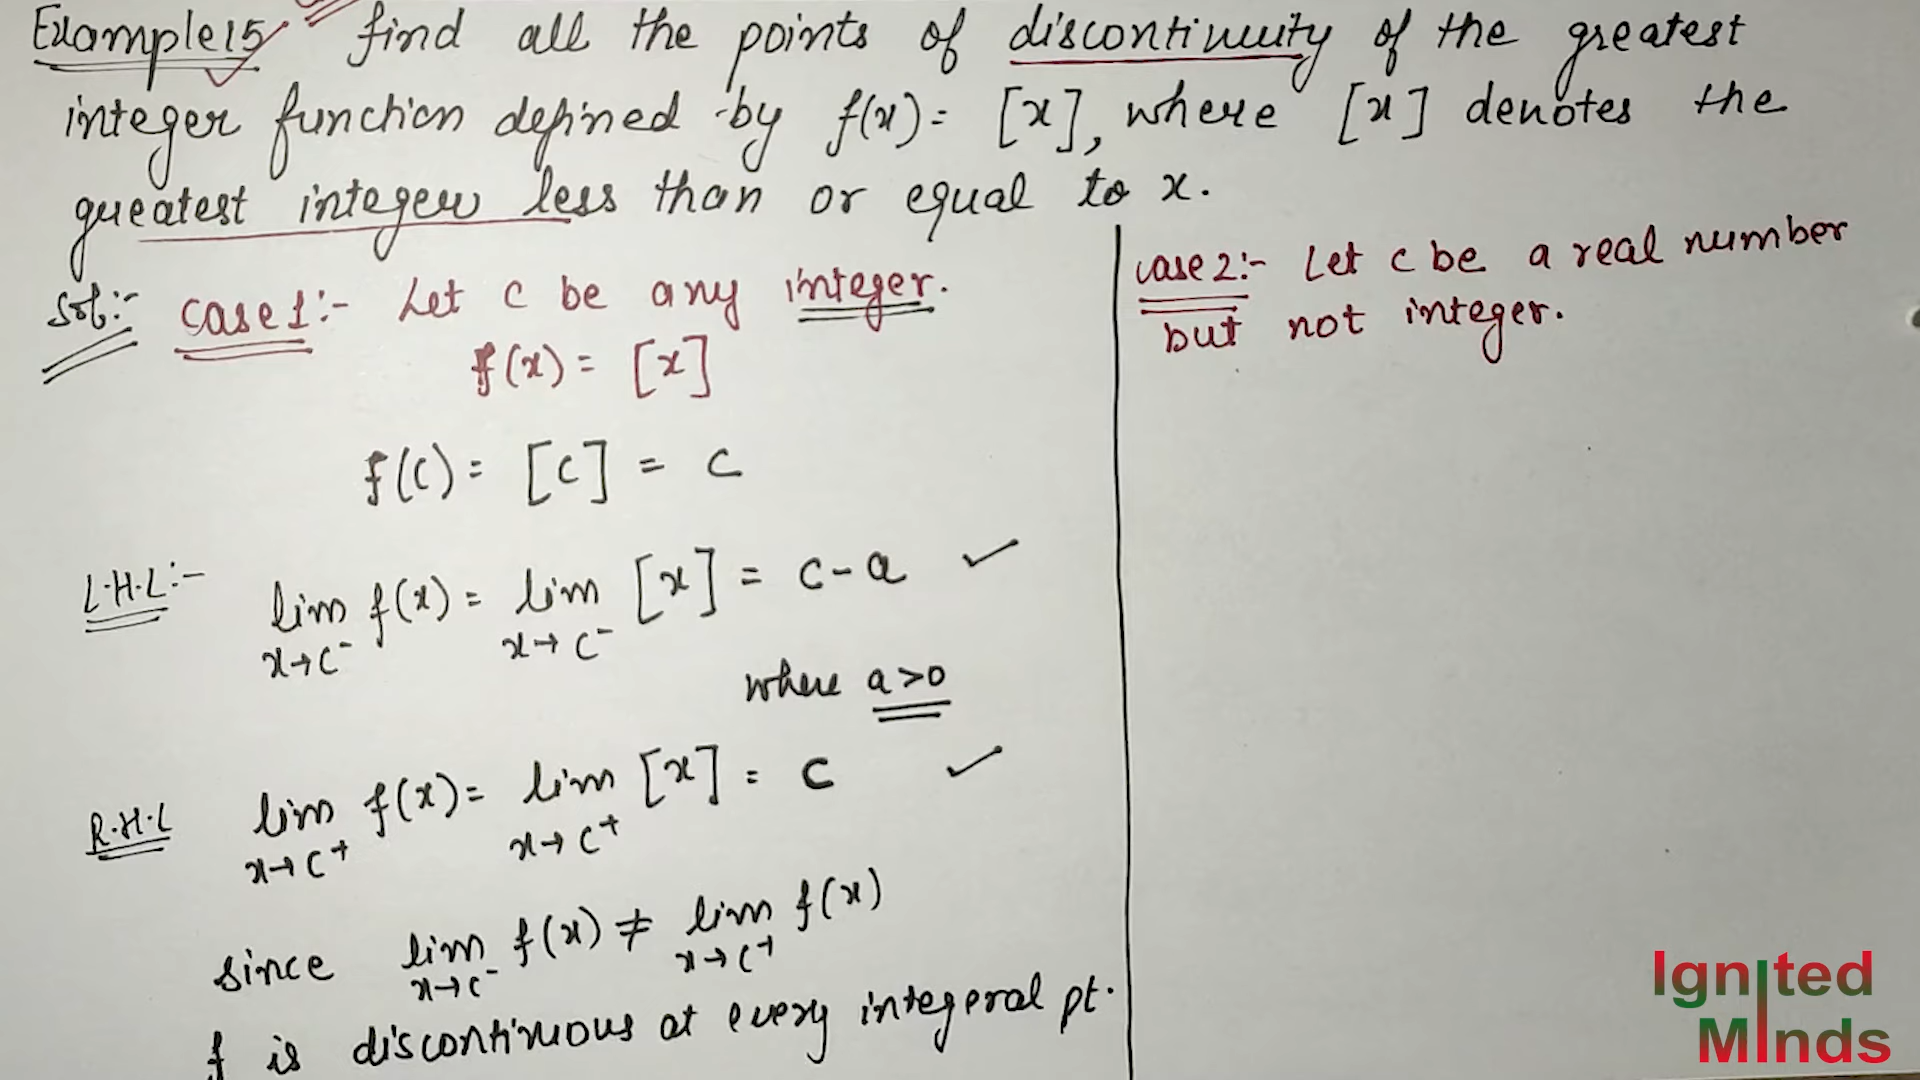 Example 15 find all the points of discontinuity of the greatest
integer function defined by f(x) = [x], where [x] denotes the
greatest integer less than or equal to x.
Sol:- Case 1:- Let c be any integer.
f(x) = [x]
f(c) = [c] = c
L.H.L:- lim x→c⁻ f(x) = lim x→c⁻ [x] = c-a ✓
where a>0
R.H.L lim x→c⁺ f(x) = lim x→c⁺ [x] = c ✓
since lim x→c⁻ f(x) ≠ lim x→c⁺ f(x)
f is discontinuous at every integeral pt.
case 2:- Let c be a real number
but not integer.
Ignited
Minds